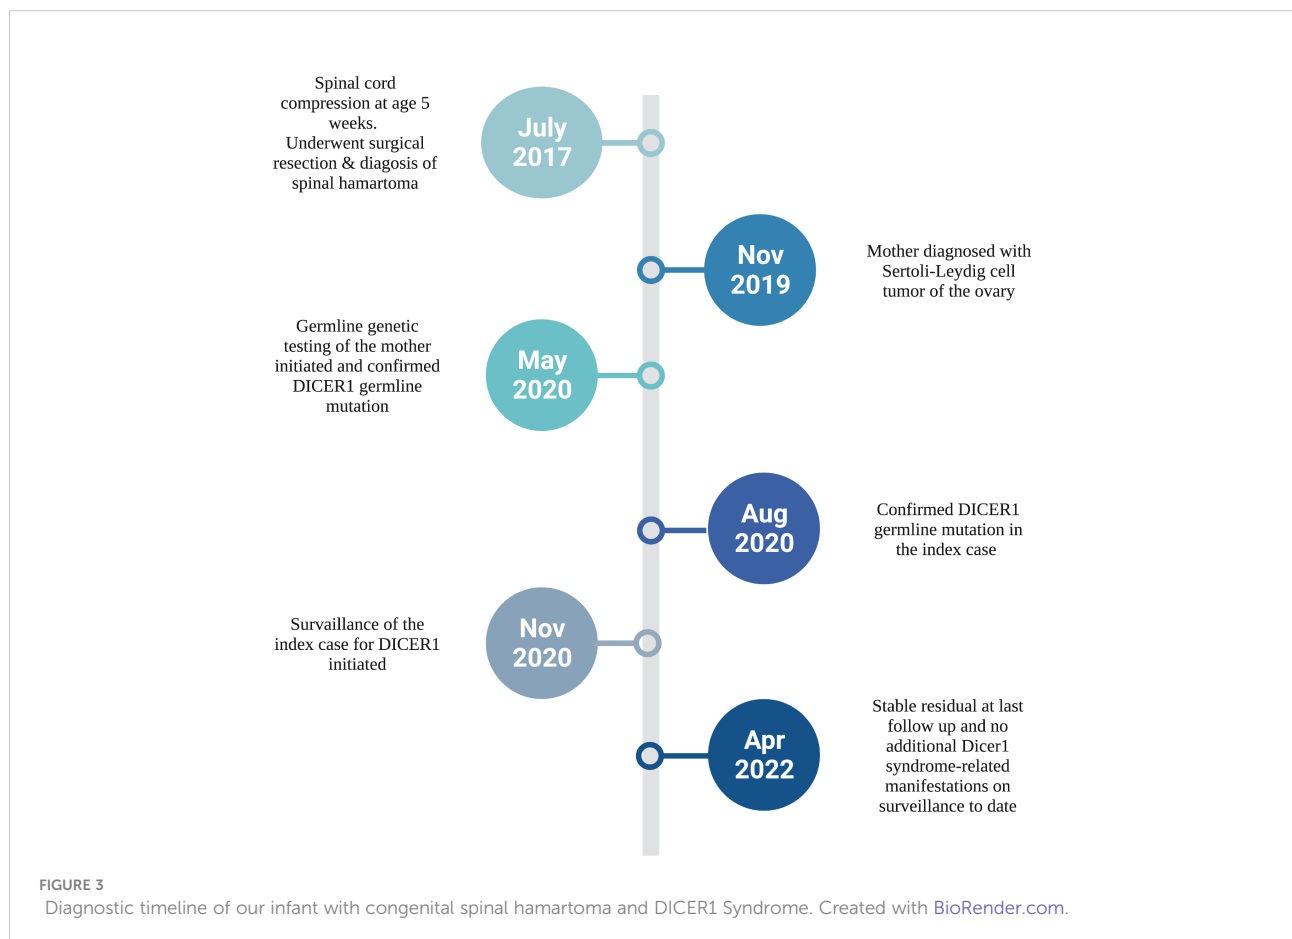 Spinal cord
compression at age 5
weeks.
Underwent surgical
resection & diagosis of
spinal hamartoma
July
2017
Nov
2019
Mother diagnosed with
Sertoli-Leydig cell
tumor of the ovary
Germline genetic
testing of the mother
initiated and confirmed
DICER1 germline
mutation
May
2020
Aug
2020
Confirmed DICER1
germline mutation in
the index case
Survaillance of the
index case for DICER1
initiated
Nov
2020
Apr
2022
Stable residual at last
follow up and no
additional Dicer1
syndrome-related
manifestations on
surveillance to date
FIGURE 3
Diagnostic timeline of our infant with congenital spinal hamartoma and DICER1 Syndrome. Created with BioRender.com.